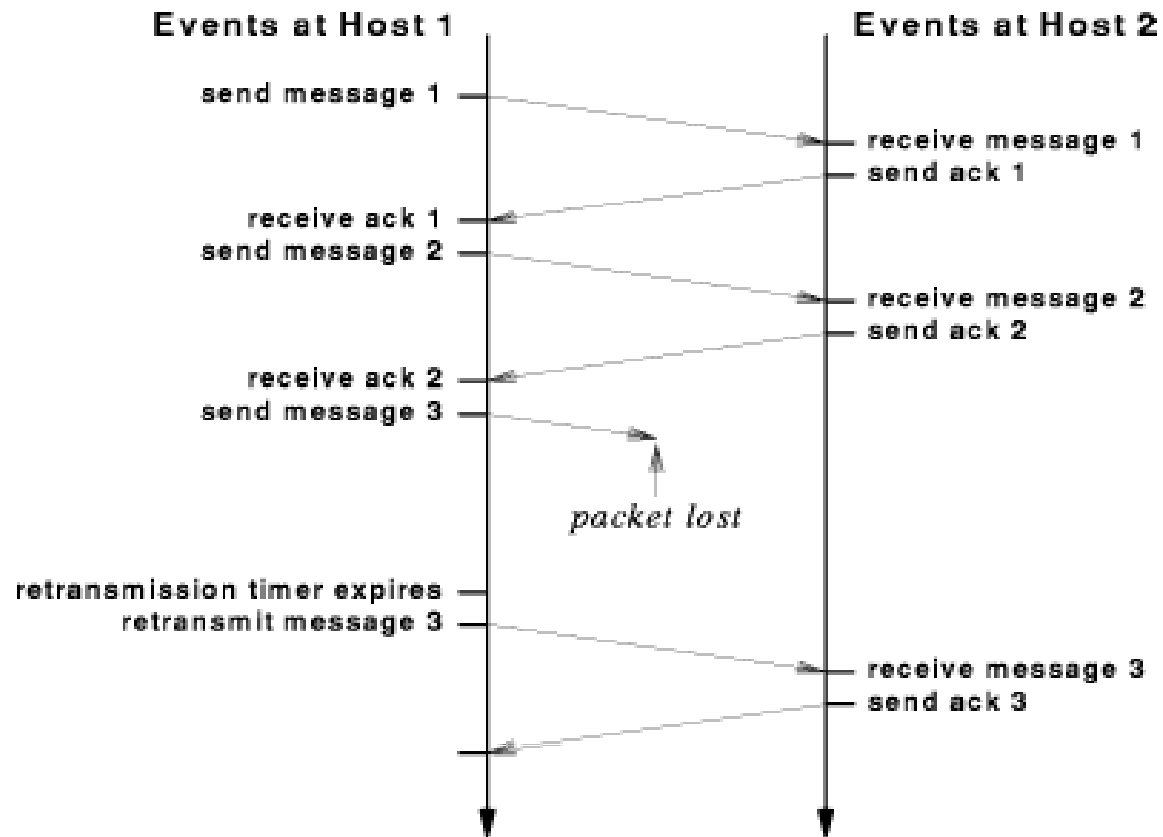 Events at Host 1
Events at Host 2
send message 1
receive message 1
send ack 1
receive ack 1
send message 2
receive message 2
send ack 2
receive ack 2
send message 3
packet lost
retransmission timer expires
retransmit message 3
receive message 3
send ack 3